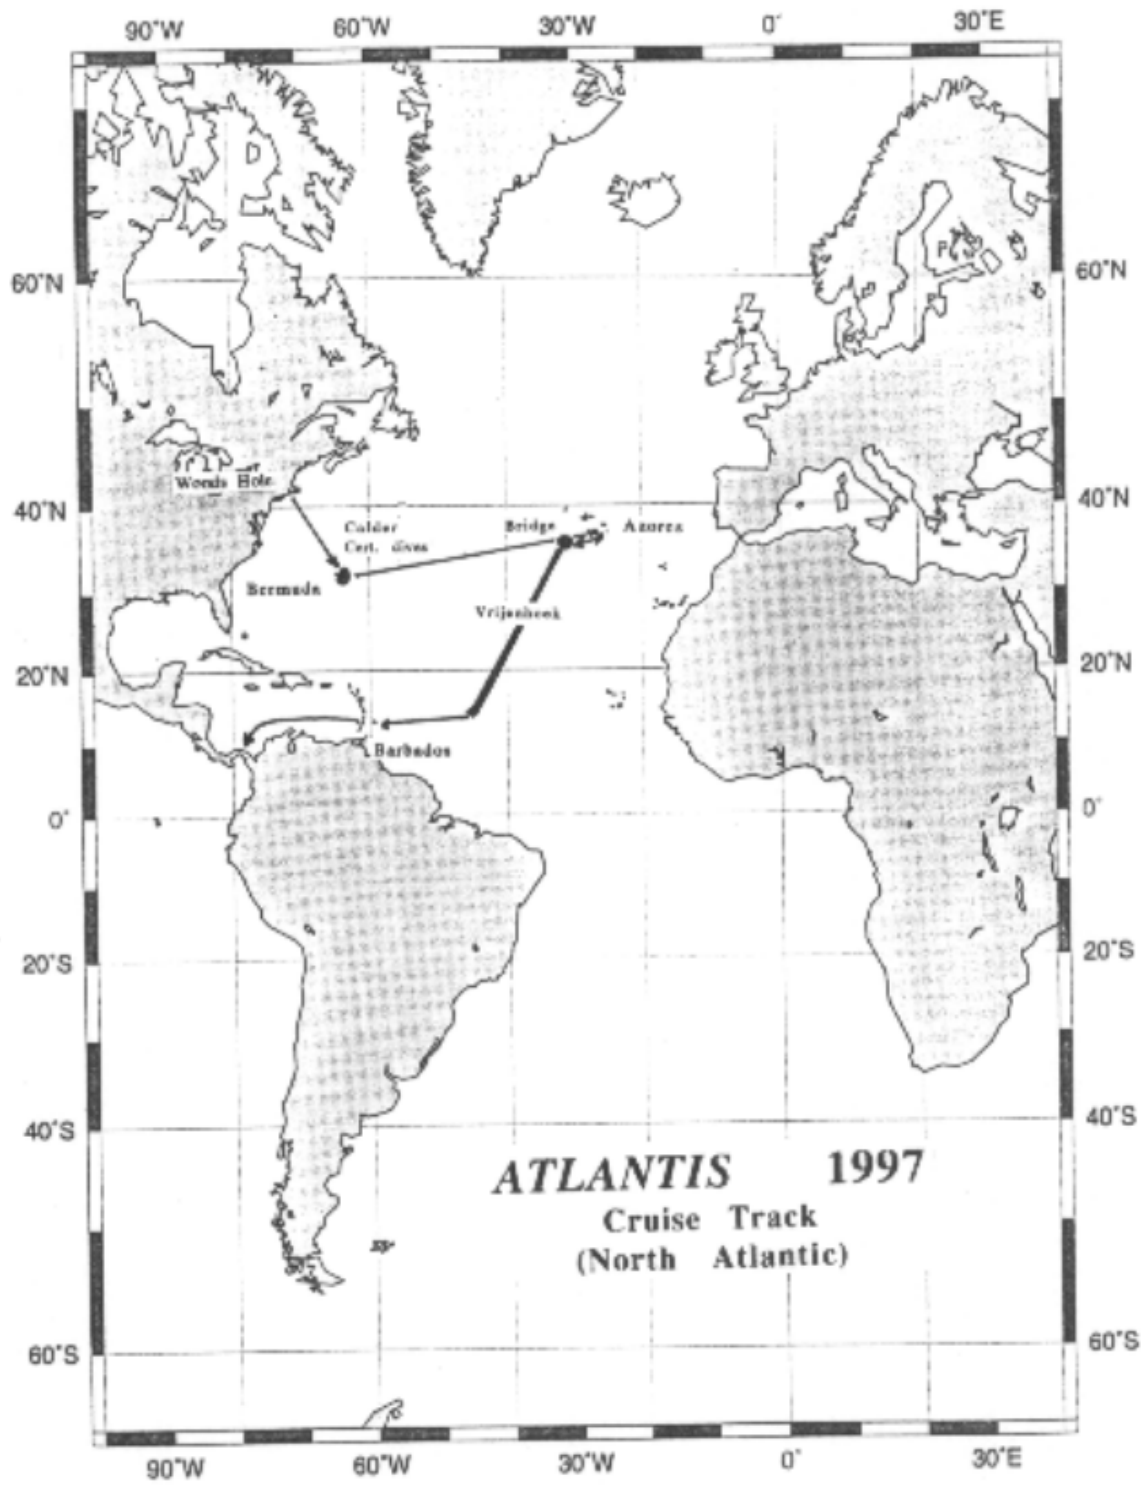 90°W 60°W 30°W 0° 30°E
60°N 60°N
Woods Hole
40°N 40°N
Calder
Cert. dives
Bridge Azores
Bermuda
Vrijenhoek
20°N 20°N
Barbados
0° 0°
20°S 20°S
40°S 40°S
ATLANTIS 1997
Cruise Track
(North Atlantic)
60°S 60°S
90°W 60°W 30°W 0° 30°E